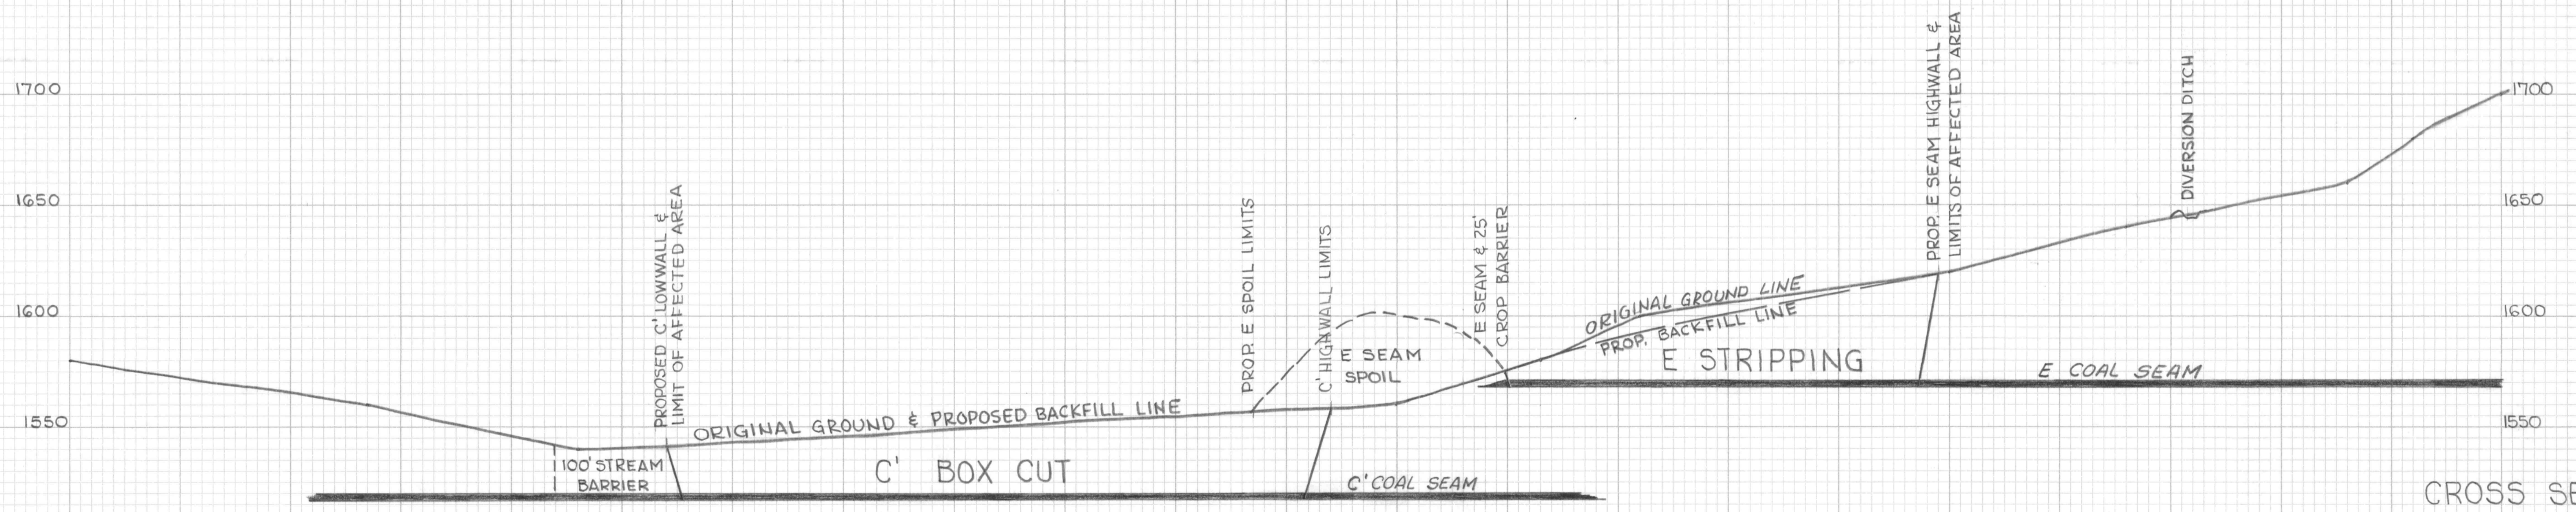 1700
1650
1600
1550
PROPOSED C' LOWWALL &
LIMIT OF AFFECTED AREA
100' STREAM
BARRIER
ORIGINAL GROUND & PROPOSED BACKFILL LINE
C' BOX CUT
PROP. E SPOIL LIMITS
C' HIGHWALL LIMITS
E SEAM
SPOIL
C' COAL SEAM
E SEAM & 25'
CROP BARRIER
ORIGINAL GROUND LINE
PROP. BACKFILL LINE
E STRIPPING
PROP. E SEAM HIGHWALL &
LIMITS OF AFFECTED AREA
DIVERSION DITCH
E COAL SEAM
1700
1650
1600
1550
CROSS SE